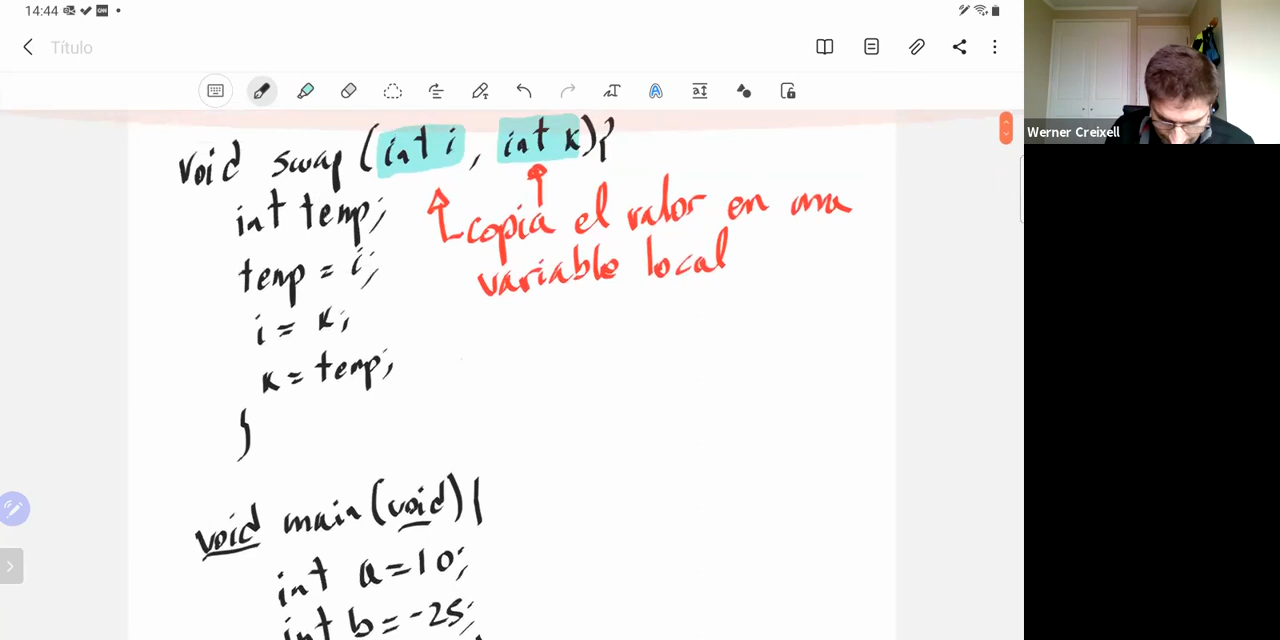 14:44
Título
void swap (int i, int k){
int temp;
copia el valor en una
variable local
temp = i;
i = k;
k = temp;
}
void main (void) {
int a = 10;
int b = -25;
Werner Creixell